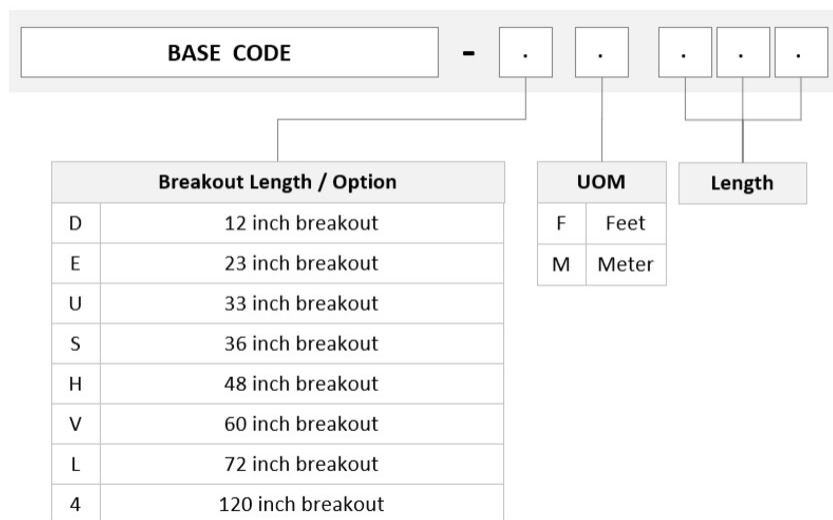 BASE CODE - . . . . .
Breakout Length / Option
D 12 inch breakout
E 23 inch breakout
U 33 inch breakout
S 36 inch breakout
H 48 inch breakout
V 60 inch breakout
L 72 inch breakout
4 120 inch breakout
UOM
F Feet
M Meter
Length